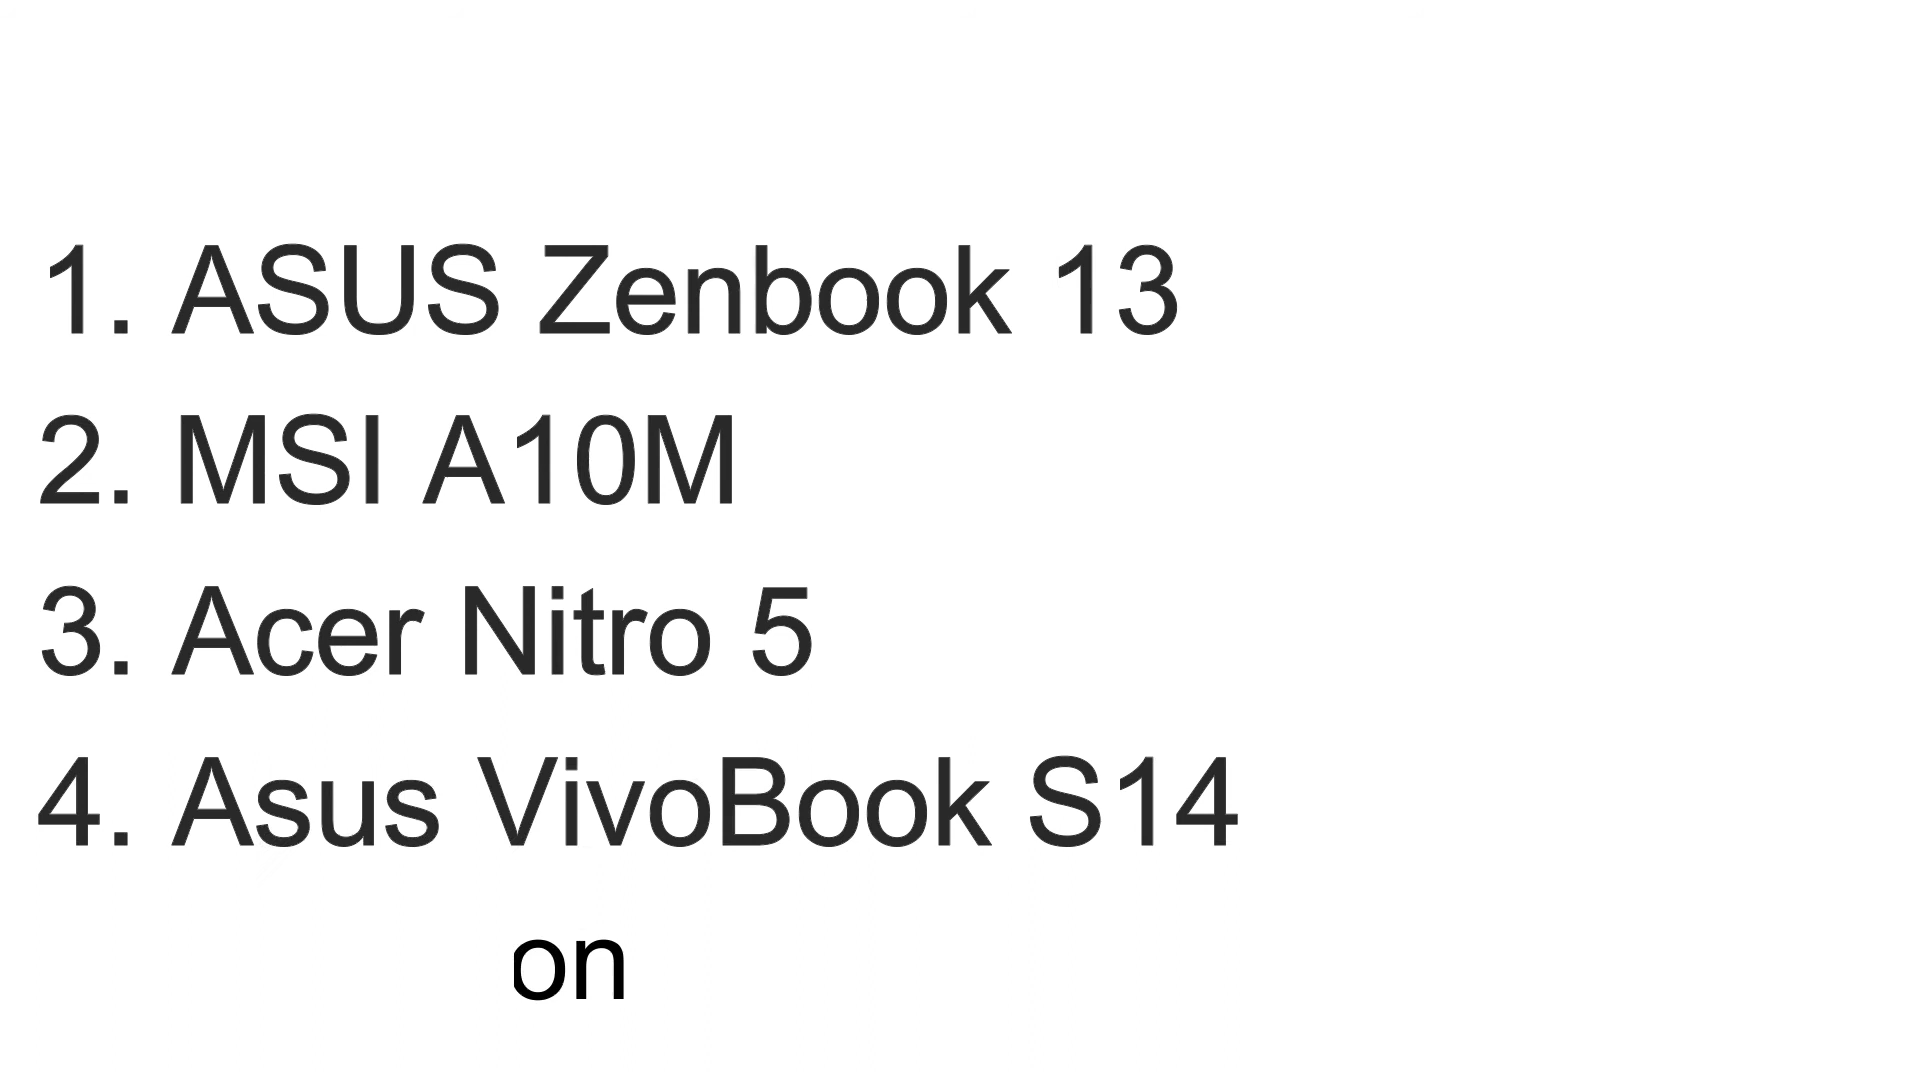 1. ASUS Zenbook 13
2. MSI A10M
3. Acer Nitro 5
4. Asus VivoBook S14
on